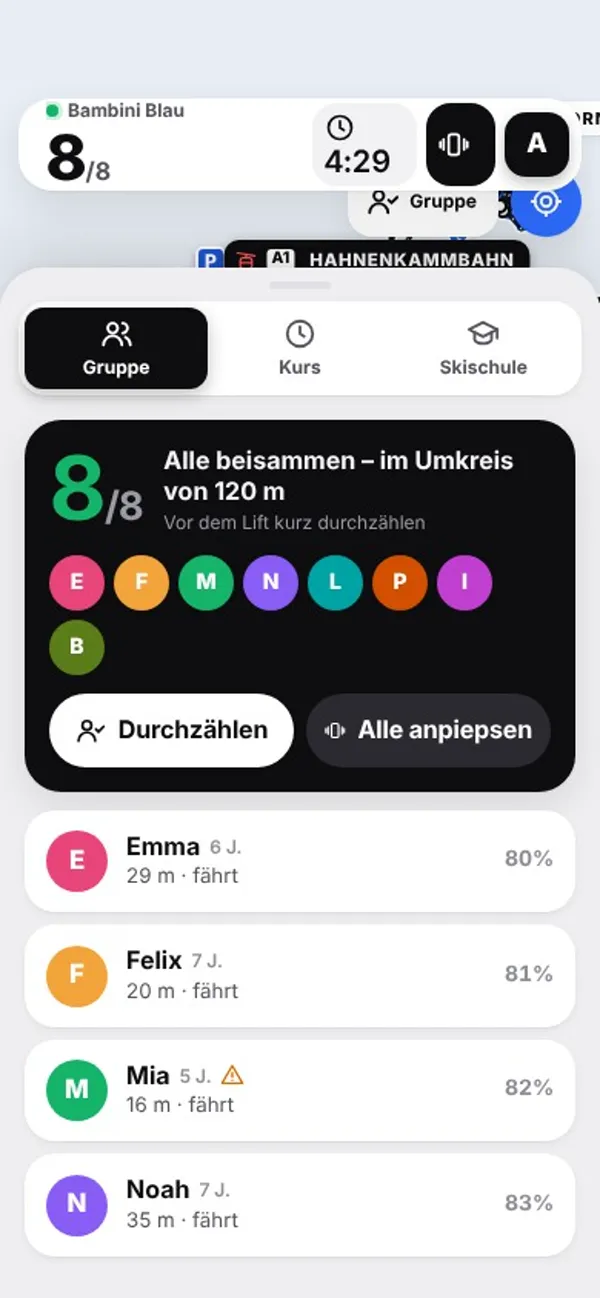 Bambini Blau
8/8
4:29
A
Gruppe
P
A1 HAHNENKAMMBAHN
Gruppe
Kurs
Skischule
8/8
Alle beisammen – im Umkreis
von 120 m
Vor dem Lift kurz durchzählen
E F M N L P I
B
Durchzählen
Alle anpiepsen
E
Emma 6 J.
29 m · fährt
80%
F
Felix 7 J.
20 m · fährt
81%
M
Mia 5 J.
16 m · fährt
82%
N
Noah 7 J.
35 m · fährt
83%